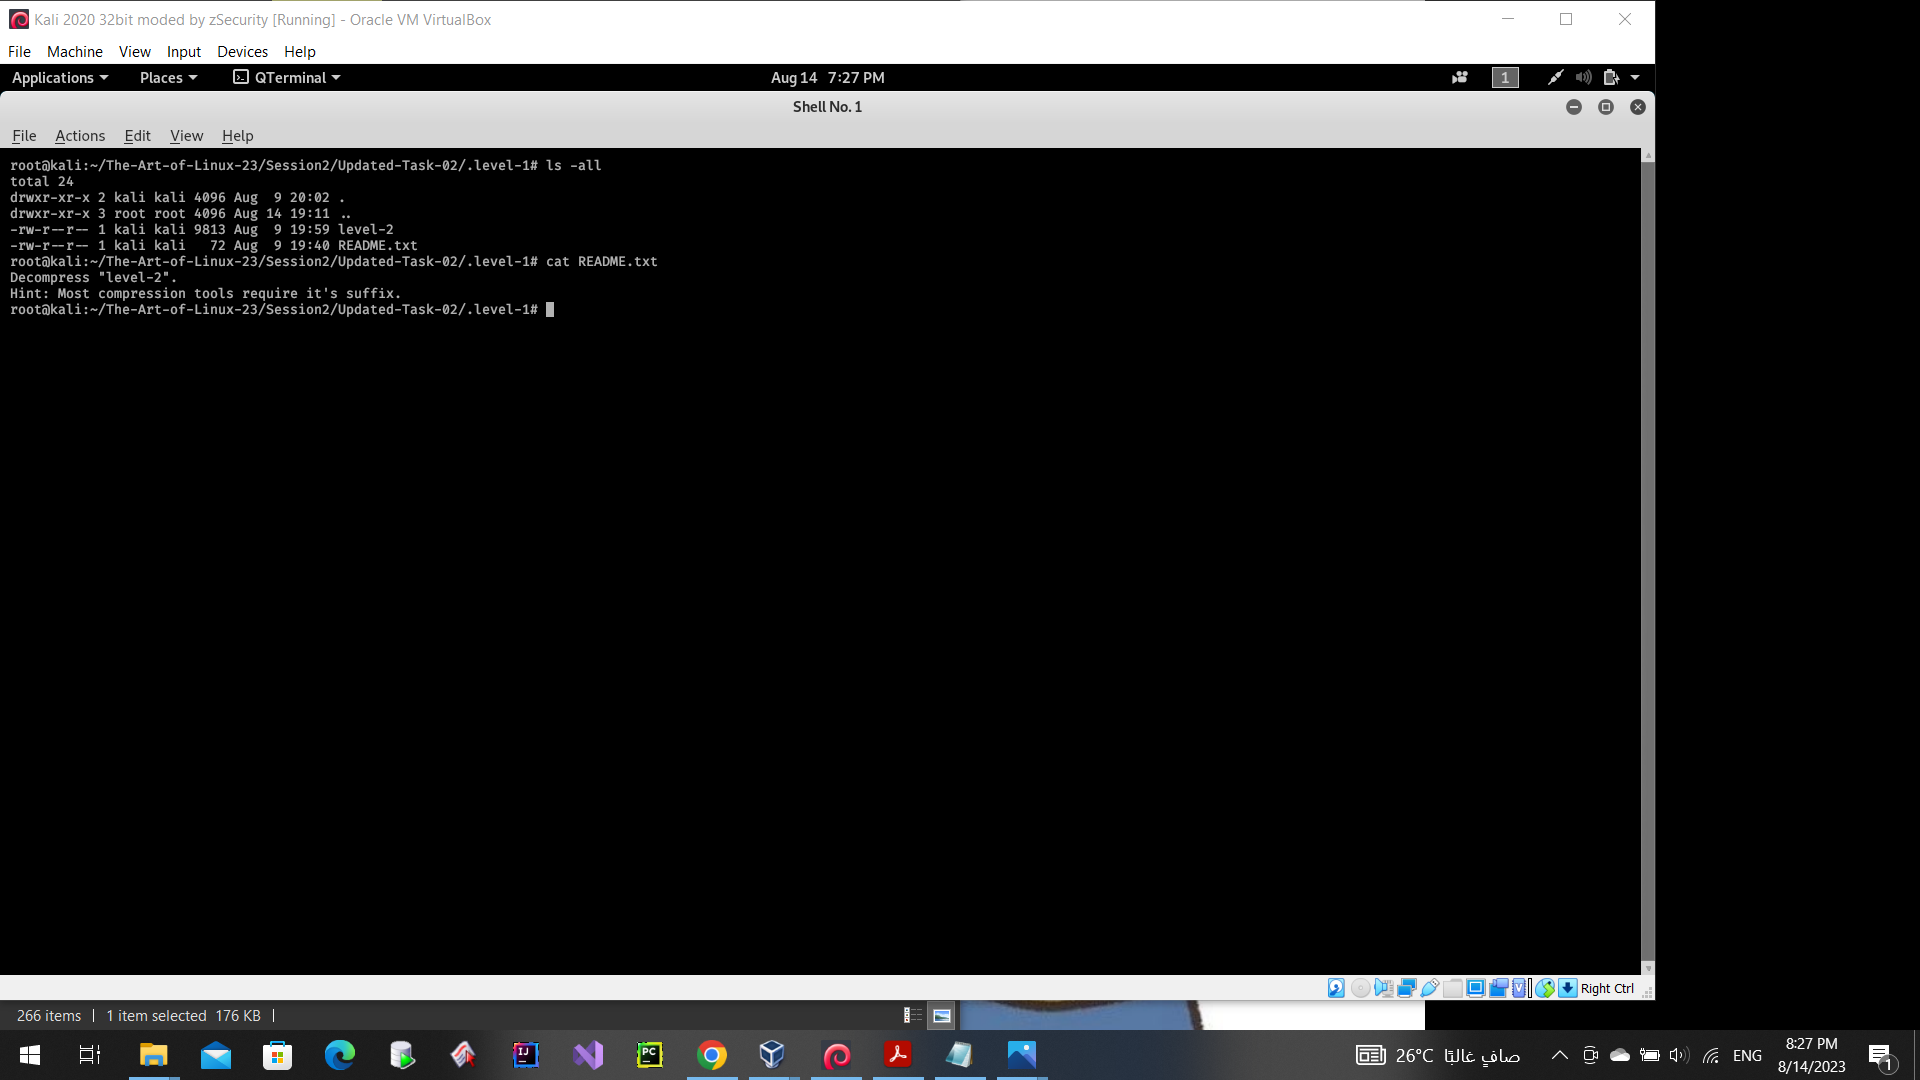 Kali 2020 32bit moded by zSecurity [Running] - Oracle VM VirtualBox
File Machine View Input Devices Help
Applications Places QTerminal Aug 14 7:27 PM 1
Shell No. 1
File Actions Edit View Help
root@kali:~/The-Art-of-Linux-23/Session2/Updated-Task-02/.level-1# ls -all
total 24
drwxr-xr-x 2 kali kali 4096 Aug  9 20:02 .
drwxr-xr-x 3 root root 4096 Aug 14 19:11 ..
-rw-r--r-- 1 kali kali 9813 Aug  9 19:59 level-2
-rw-r--r-- 1 kali kali   72 Aug  9 19:40 README.txt
root@kali:~/The-Art-of-Linux-23/Session2/Updated-Task-02/.level-1# cat README.txt
Decompress "level-2".
Hint: Most compression tools require it's suffix.
root@kali:~/The-Art-of-Linux-23/Session2/Updated-Task-02/.level-1#
Right Ctrl
266 items 1 item selected 176 KB
IJ PC 26°C صافٍ غالبًا ENG 8:27 PM
8/14/2023 1